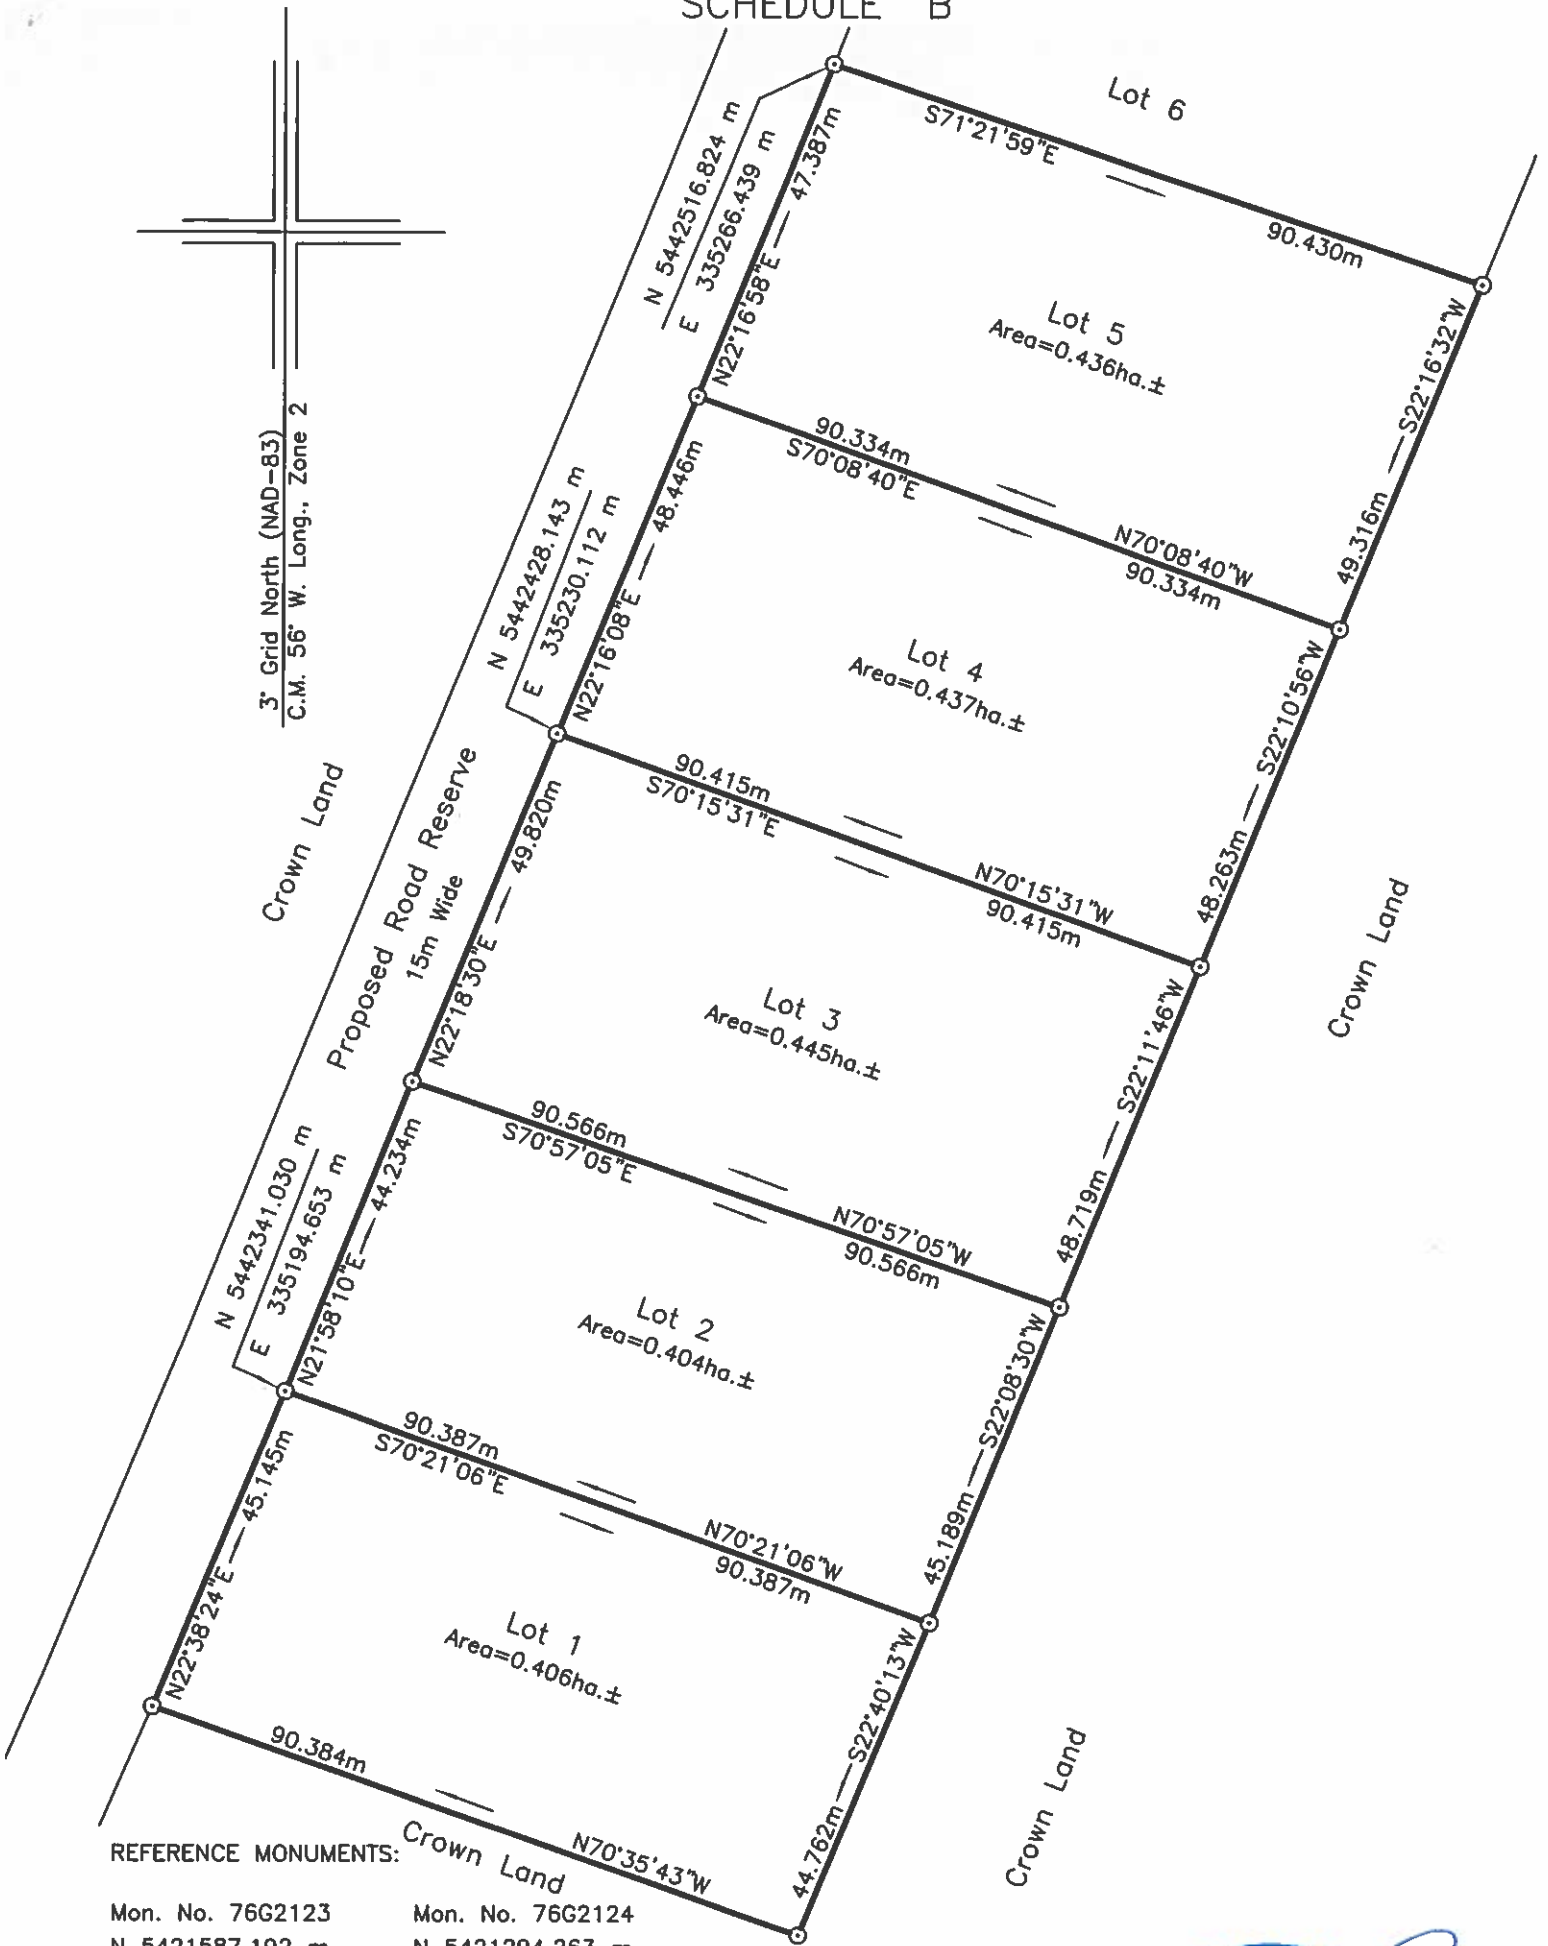 SCHEDULE B
3° Grid North (NAD-83)
C.M. 56° W. Long., Zone 2
Lot 6
S71°21'59"E
90.430m
N 5442516.824 m
E 335266.439 m
N22°16'58"E — 47.387m
Lot 5
Area=0.436ha.±
49.316m — S22°16'32"W
90.334m
S70°08'40"E
N70°08'40"W
90.334m
N 5442428.143 m
E 335230.112 m
N22°16'08"E — 48.446m
Lot 4
Area=0.437ha.±
48.263m — S22°10'56"W
90.415m
S70°15'31"E
N70°15'31"W
90.415m
Crown Land
Proposed Road Reserve
15m Wide
N22°18'30"E — 49.820m
Lot 3
Area=0.445ha.±
48.719m — S22°11'46"W
Crown Land
90.566m
S70°57'05"E
N70°57'05"W
90.566m
N 5442341.030 m
E 335194.653 m
N21°58'10"E — 44.234m
Lot 2
Area=0.404ha.±
45.189m — S22°08'30"W
90.387m
S70°21'06"E
N70°21'06"W
90.387m
N22°38'24"E — 45.145m
Lot 1
Area=0.406ha.±
44.762m — S22°40'13"W
90.384m
N70°35'43"W
Crown Land
Crown Land
REFERENCE MONUMENTS:
Mon. No. 76G2123 Mon. No. 76G2124